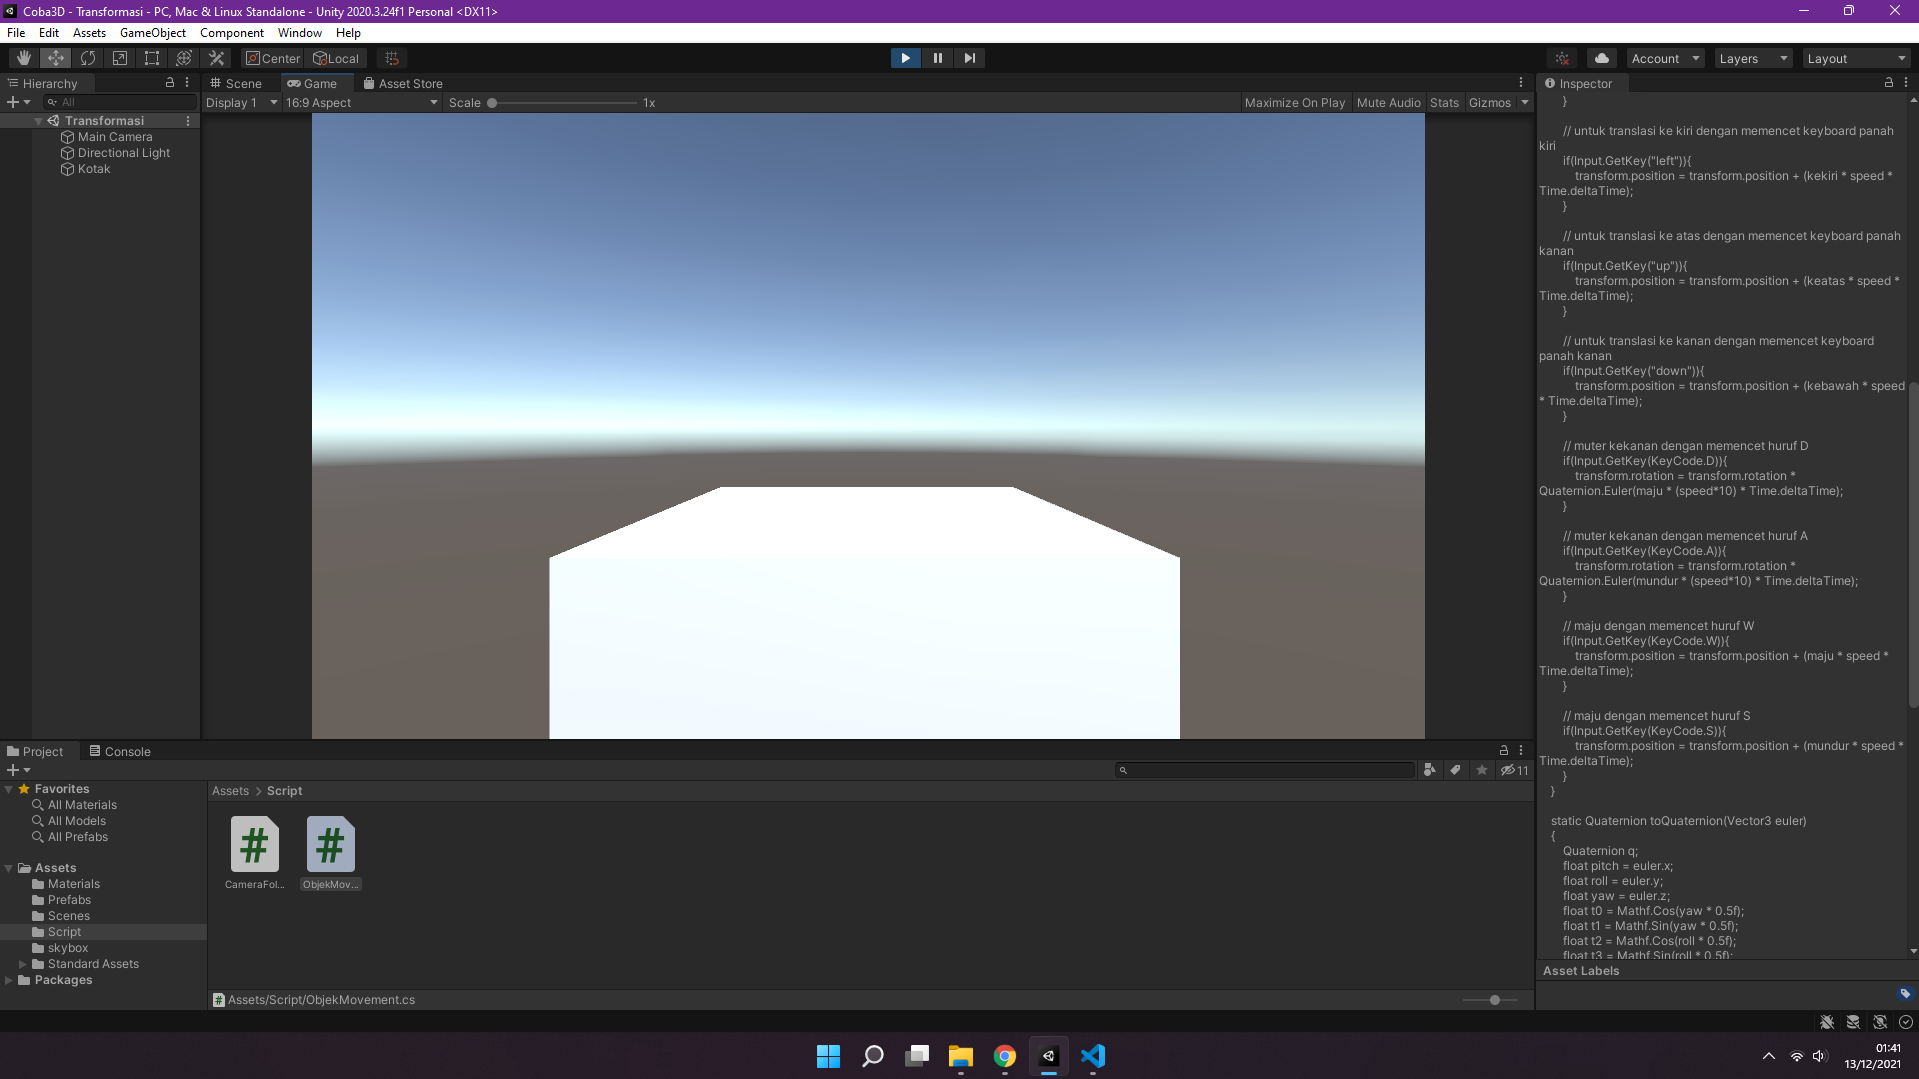 Coba3D - Transformasi - PC, Mac & Linux Standalone - Unity 2020.3.24f1 Personal <DX11>
File Edit Assets GameObject Component Window Help
Center Local
Account Layers Layout
Hierarchy
Scene Game Asset Store
Inspector
All
Display 1 16:9 Aspect Scale 1x Maximize On Play Mute Audio Stats Gizmos
Transformasi
Main Camera
Directional Light
Kotak
}
// untuk translasi ke kiri dengan memencet keyboard panah
kiri
if(Input.GetKey("left")){
transform.position = transform.position + (kekiri * speed *
Time.deltaTime);
}
// untuk translasi ke atas dengan memencet keyboard panah
kanan
if(Input.GetKey("up")){
transform.position = transform.position + (keatas * speed *
Time.deltaTime);
}
// untuk translasi ke kanan dengan memencet keyboard
panah kanan
if(Input.GetKey("down")){
transform.position = transform.position + (kebawah * speed
* Time.deltaTime);
}
// muter kekanan dengan memencet huruf D
if(Input.GetKey(KeyCode.D)){
transform.rotation = transform.rotation *
Quaternion.Euler(maju * (speed*10) * Time.deltaTime);
}
// muter kekanan dengan memencet huruf A
if(Input.GetKey(KeyCode.A)){
transform.rotation = transform.rotation *
Quaternion.Euler(mundur * (speed*10) * Time.deltaTime);
}
// maju dengan memencet huruf W
if(Input.GetKey(KeyCode.W)){
transform.position = transform.position + (maju * speed *
Time.deltaTime);
}
// maju dengan memencet huruf S
if(Input.GetKey(KeyCode.S)){
transform.position = transform.position + (mundur * speed *
Time.deltaTime);
}
}
static Quaternion toQuaternion(Vector3 euler)
{
Quaternion q;
float pitch = euler.x;
float roll = euler.y;
float yaw = euler.z;
float t0 = Mathf.Cos(yaw * 0.5f);
float t1 = Mathf.Sin(yaw * 0.5f);
float t2 = Mathf.Cos(roll * 0.5f);
float t3 = Mathf.Sin(roll * 0.5f);
Asset Labels
Project Console
11
Favorites
All Materials
All Models
All Prefabs
Assets
Materials
Prefabs
Scenes
Script
skybox
Standard Assets
Packages
Assets > Script
CameraFol... ObjekMov...
Assets/Script/ObjekMovement.cs
01:41
13/12/2021